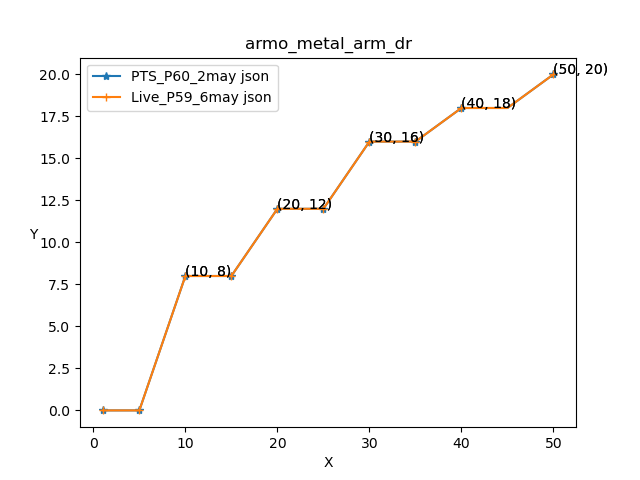 armo_metal_arm_dr
PTS_P60_2may json
Live_P59_6may json
20.0
17.5
15.0
12.5
10.0
7.5
5.0
2.5
0.0
Y
(50, 20)
(40, 18)
(30, 16)
(20, 12)
(10, 8)
0 10 20 30 40 50
X